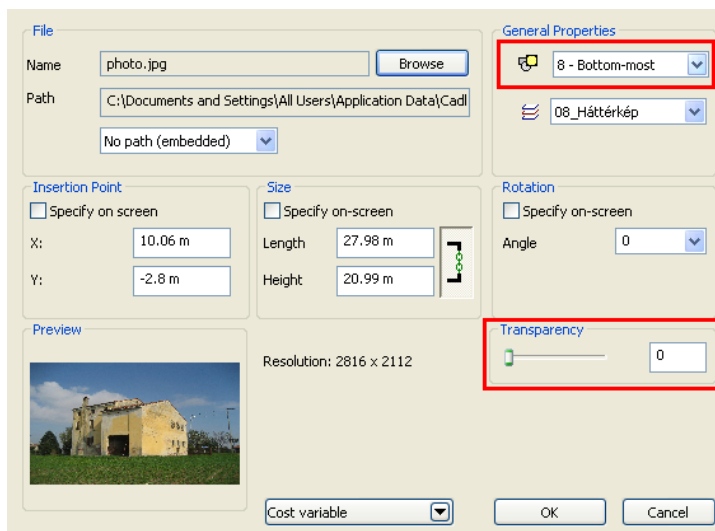 File
Name photo.jpg Browse
Path C:\Documents and Settings\All Users\Application Data\Cadl
No path (embedded)
General Properties
8 - Bottom-most
08_Háttérkép
Insertion Point
Specify on screen
X: 10.06 m
Y: -2.8 m
Size
Specify on-screen
Length 27.98 m
Height 20.99 m
Rotation
Specify on-screen
Angle 0
Preview
Resolution: 2816 x 2112
Transparency
0
Cost variable
OK
Cancel